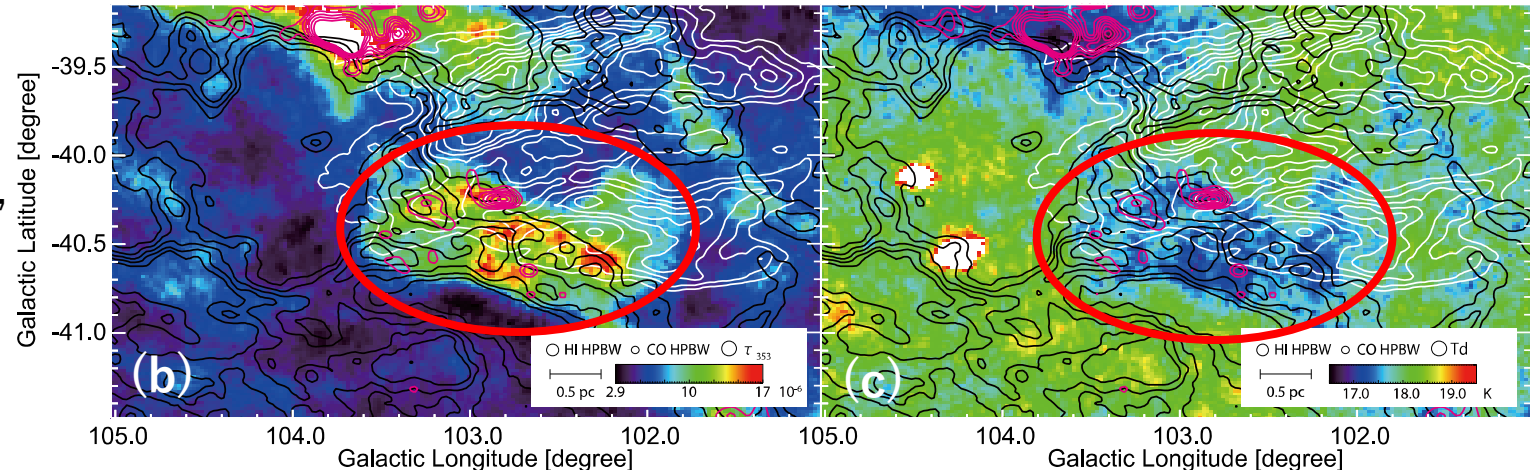 Galactic Latitude [degree]
-39.5
-40.0
-40.5
-41.0
(b)
HI HPBW CO HPBW τ 353
0.5 pc 2.9 10 17 10⁻⁶
105.0 104.0 103.0 102.0
Galactic Longitude [degree]
(c)
HI HPBW CO HPBW Td
0.5 pc 17.0 18.0 19.0 K
105.0 104.0 103.0 102.0
Galactic Longitude [degree]